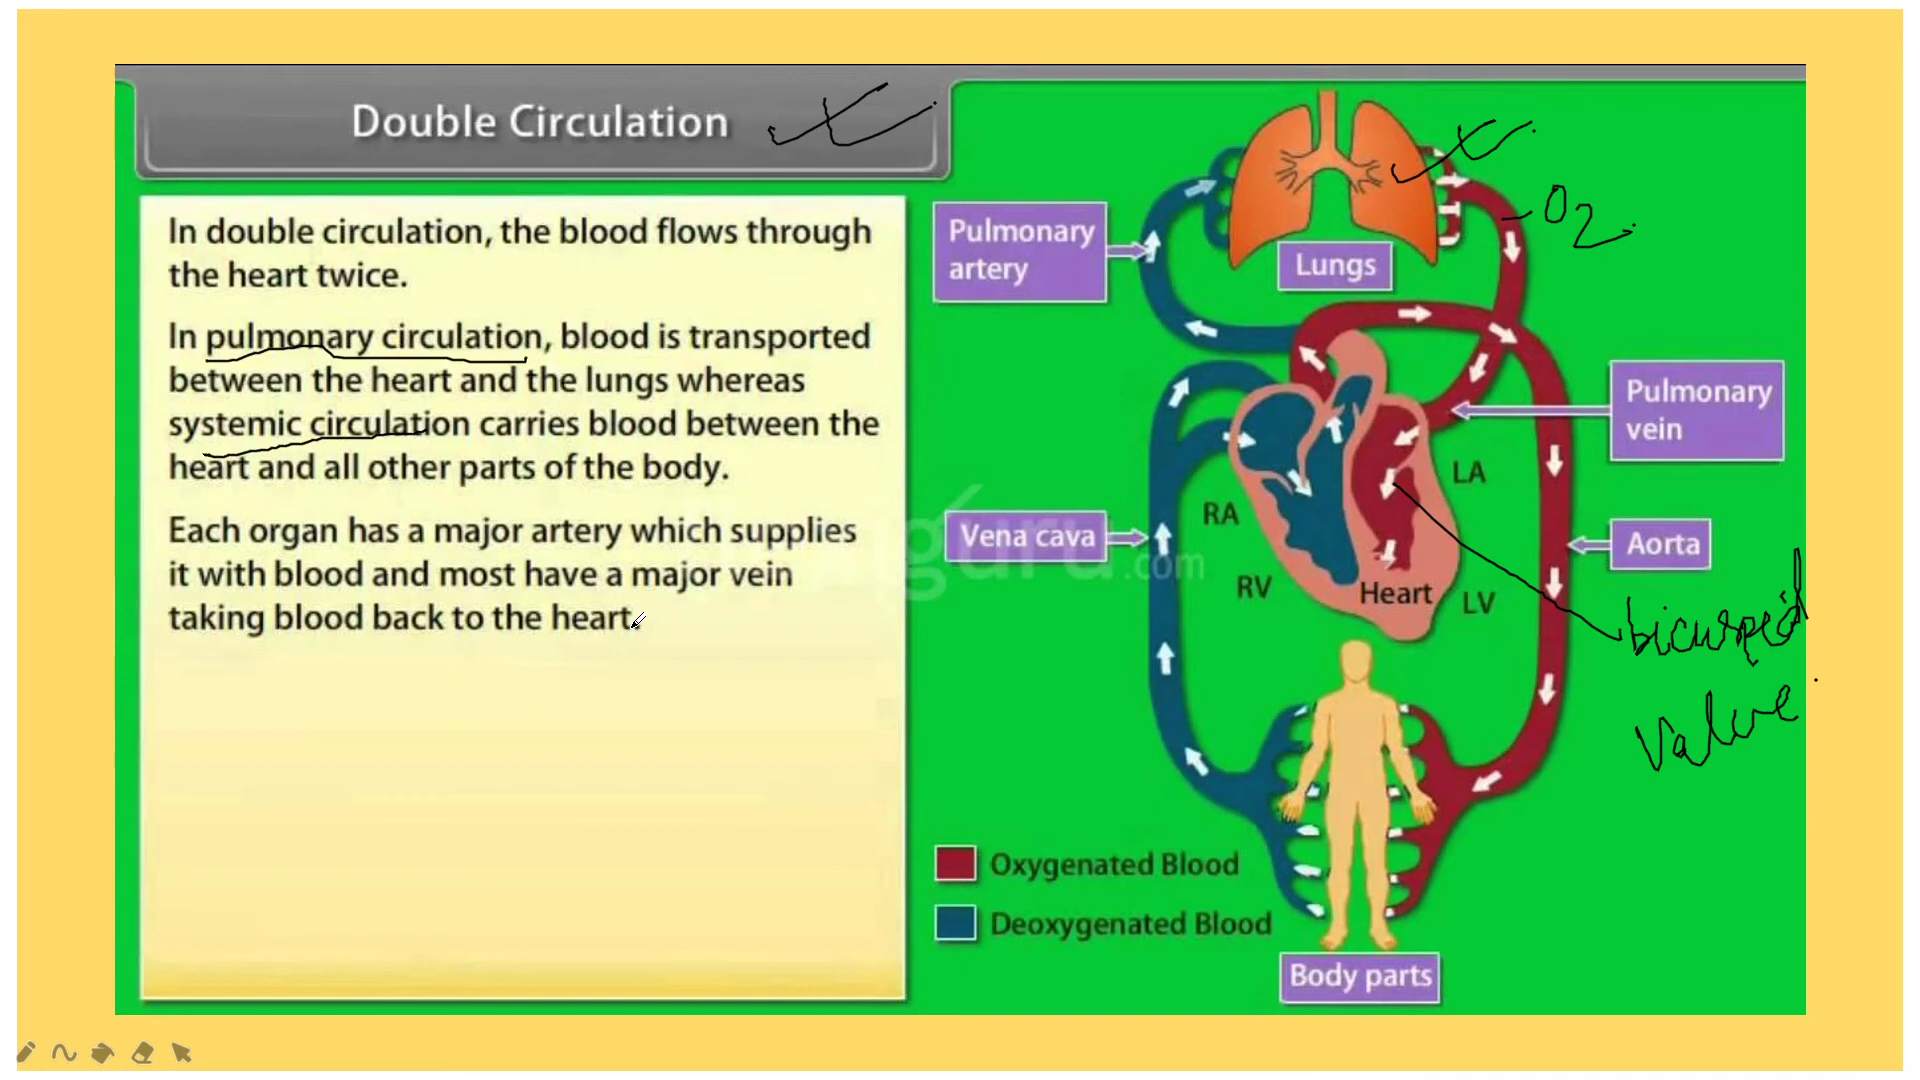 Double Circulation
In double circulation, the blood flows through
the heart twice.
In pulmonary circulation, blood is transported
between the heart and the lungs whereas
systemic circulation carries blood between the
heart and all other parts of the body.
Each organ has a major artery which supplies
it with blood and most have a major vein
taking blood back to the heart.
Pulmonary
artery
Lungs
O2
Pulmonary
vein
LA
RA
Vena cava
Aorta
guru
.com
RV
Heart
LV
bicuspid
Valve
Oxygenated Blood
Deoxygenated Blood
Body parts